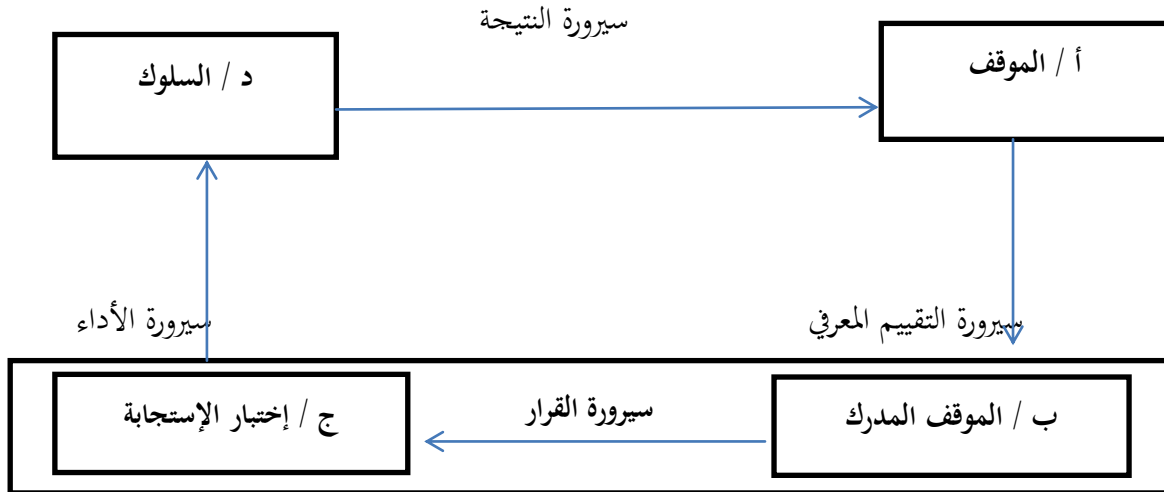 سيرورة النتيجة
أ / الموقف
د / السلوك
سيرورة التقييم المعرفي
سيرورة الأداء
ب / الموقف المدرك
سيرورة القرار
ج / إختبار الإستجابة